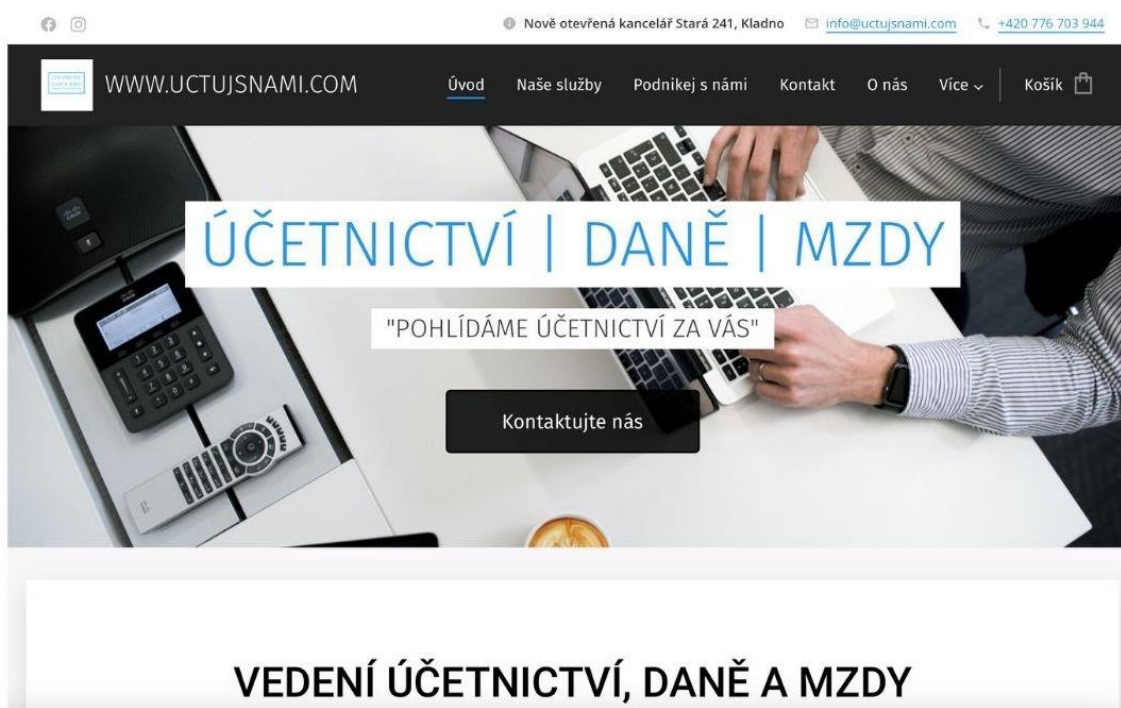 Nově otevřená kancelář Stará 241, Kladno info@uctujsnami.com +420 776 703 944
WWW.UCTUJSNAMI.COM Úvod Naše služby Podnikej s námi Kontakt O nás Více Košík
ÚČETNICTVÍ | DANĚ | MZDY
"POHLÍDÁME ÚČETNICTVÍ ZA VÁS"
Kontaktujte nás
VEDENÍ ÚČETNICTVÍ, DANĚ A MZDY